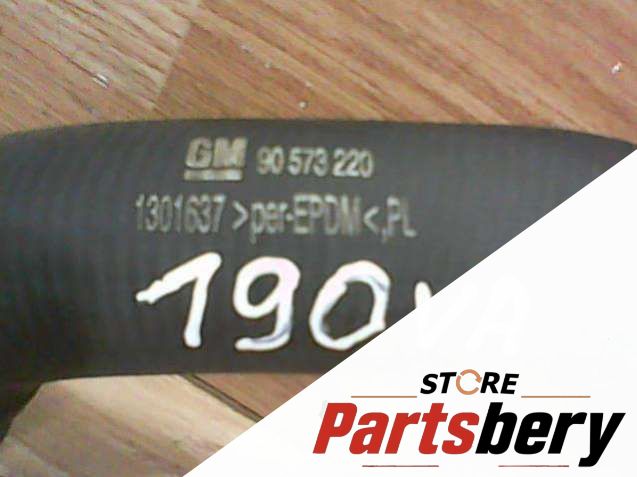 GM 90 573 220
1301637 >per-EPDM<,PL
190
STORE
Partsbery